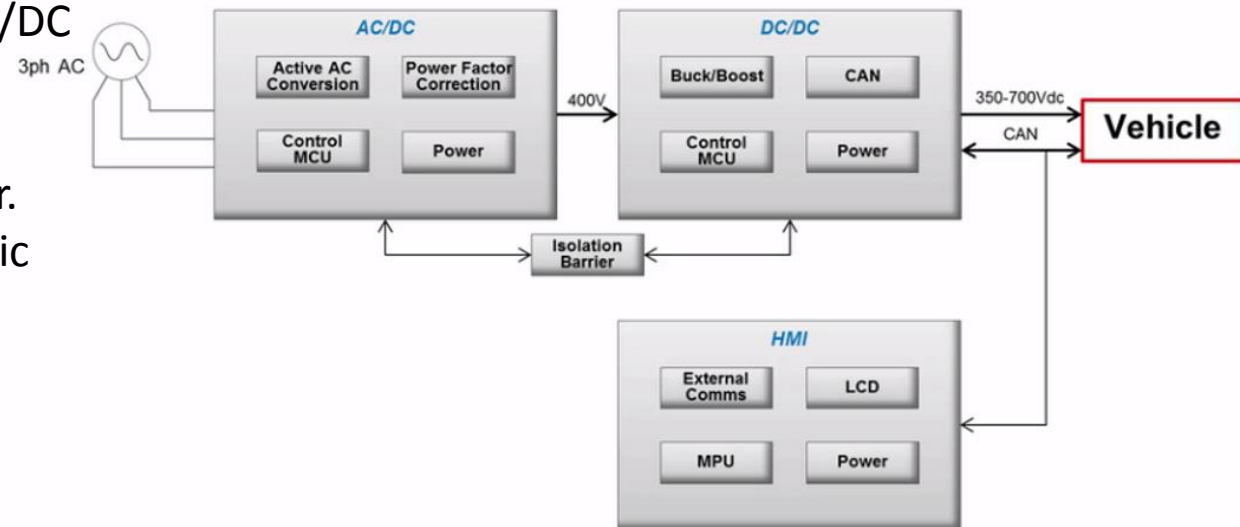 /DC
3ph AC
AC/DC
Active AC
Conversion
Power Factor
Correction
Control
MCU
Power
400V
DC/DC
Buck/Boost
CAN
Control
MCU
Power
350-700Vdc
CAN
Vehicle
r.
ic
Isolation
Barrier
HMI
External
Comms
LCD
MPU
Power